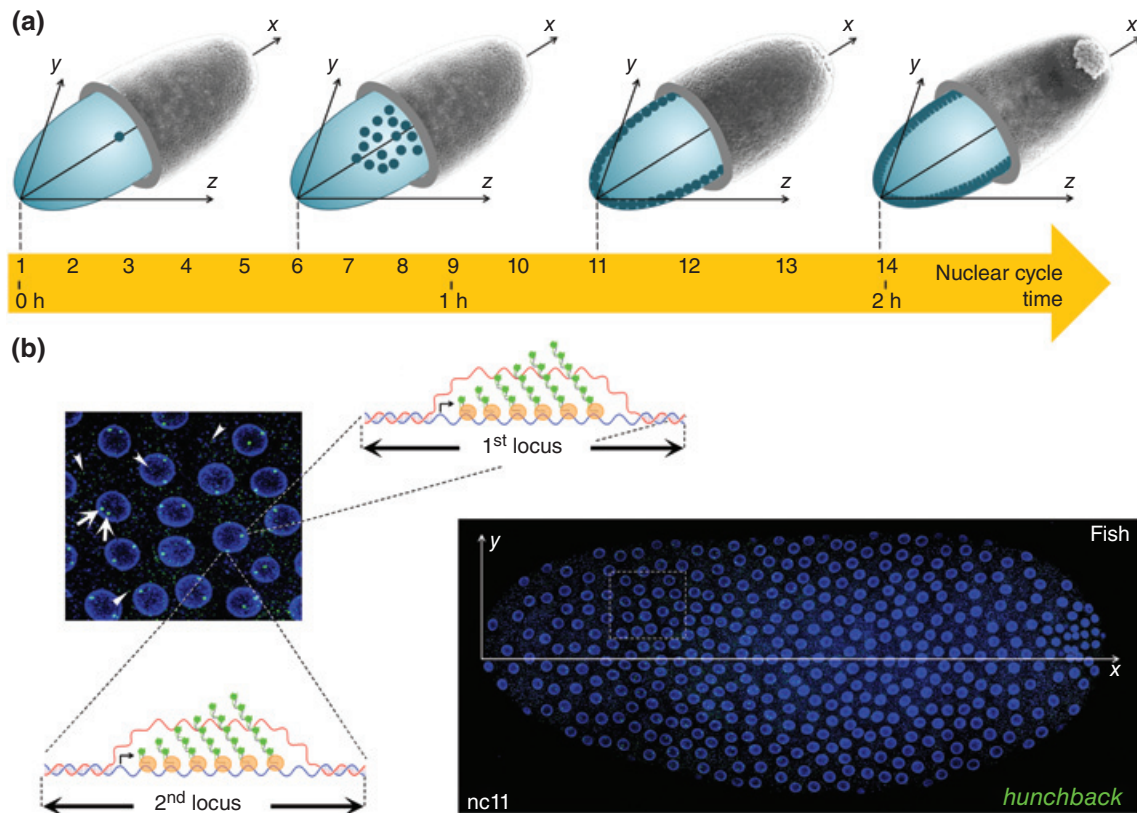 (a)
x
x
x
x
y
y
y
y
z
z
z
z
1 2 3 4 5 6 7 8 9 10 11 12 13 14 Nuclear cycle
0 h 1 h 2 h time
(b)
1st locus
Fish
y
x
2nd locus
nc11
hunchback